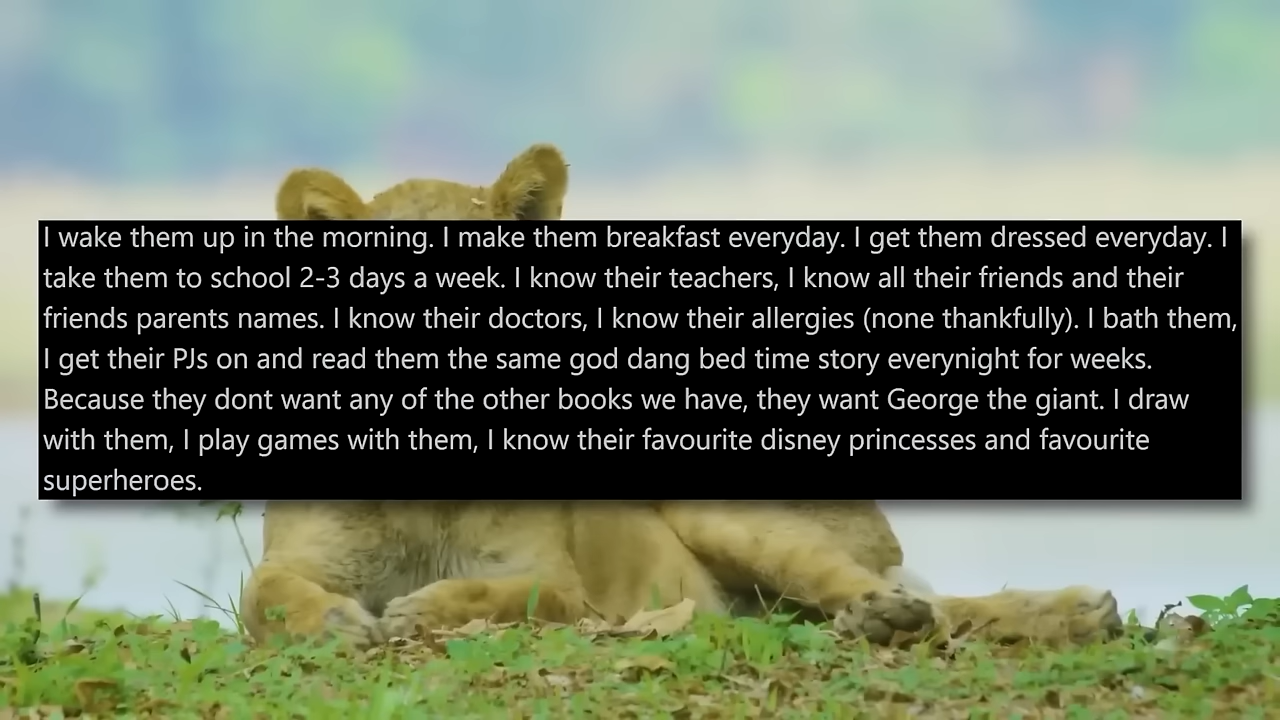 I wake them up in the morning. I make them breakfast everyday. I get them dressed everyday. I
take them to school 2-3 days a week. I know their teachers, I know all their friends and their
friends parents names. I know their doctors, I know their allergies (none thankfully). I bath them,
I get their PJs on and read them the same god dang bed time story everynight for weeks.
Because they dont want any of the other books we have, they want George the giant. I draw
with them, I play games with them, I know their favourite disney princesses and favourite
superheroes.